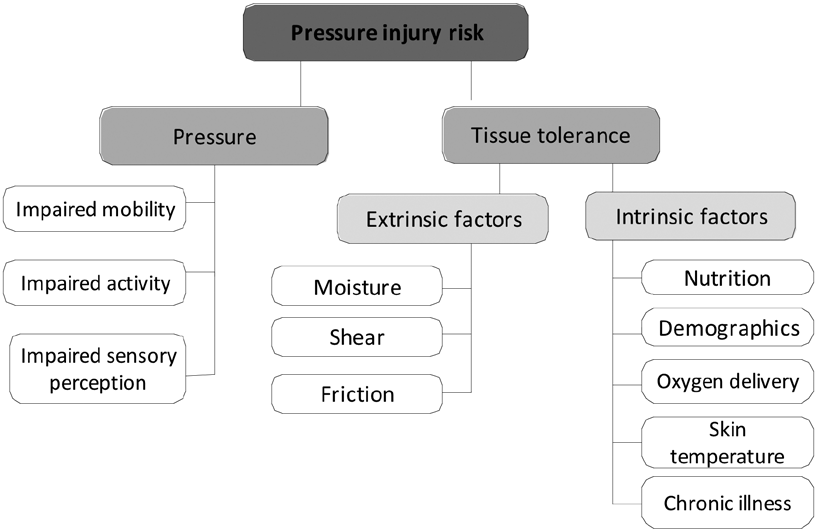 Pressure injury risk
Pressure
Tissue tolerance
Impaired mobility
Impaired activity
Impaired sensory
perception
Extrinsic factors
Moisture
Shear
Friction
Intrinsic factors
Nutrition
Demographics
Oxygen delivery
Skin
temperature
Chronic illness